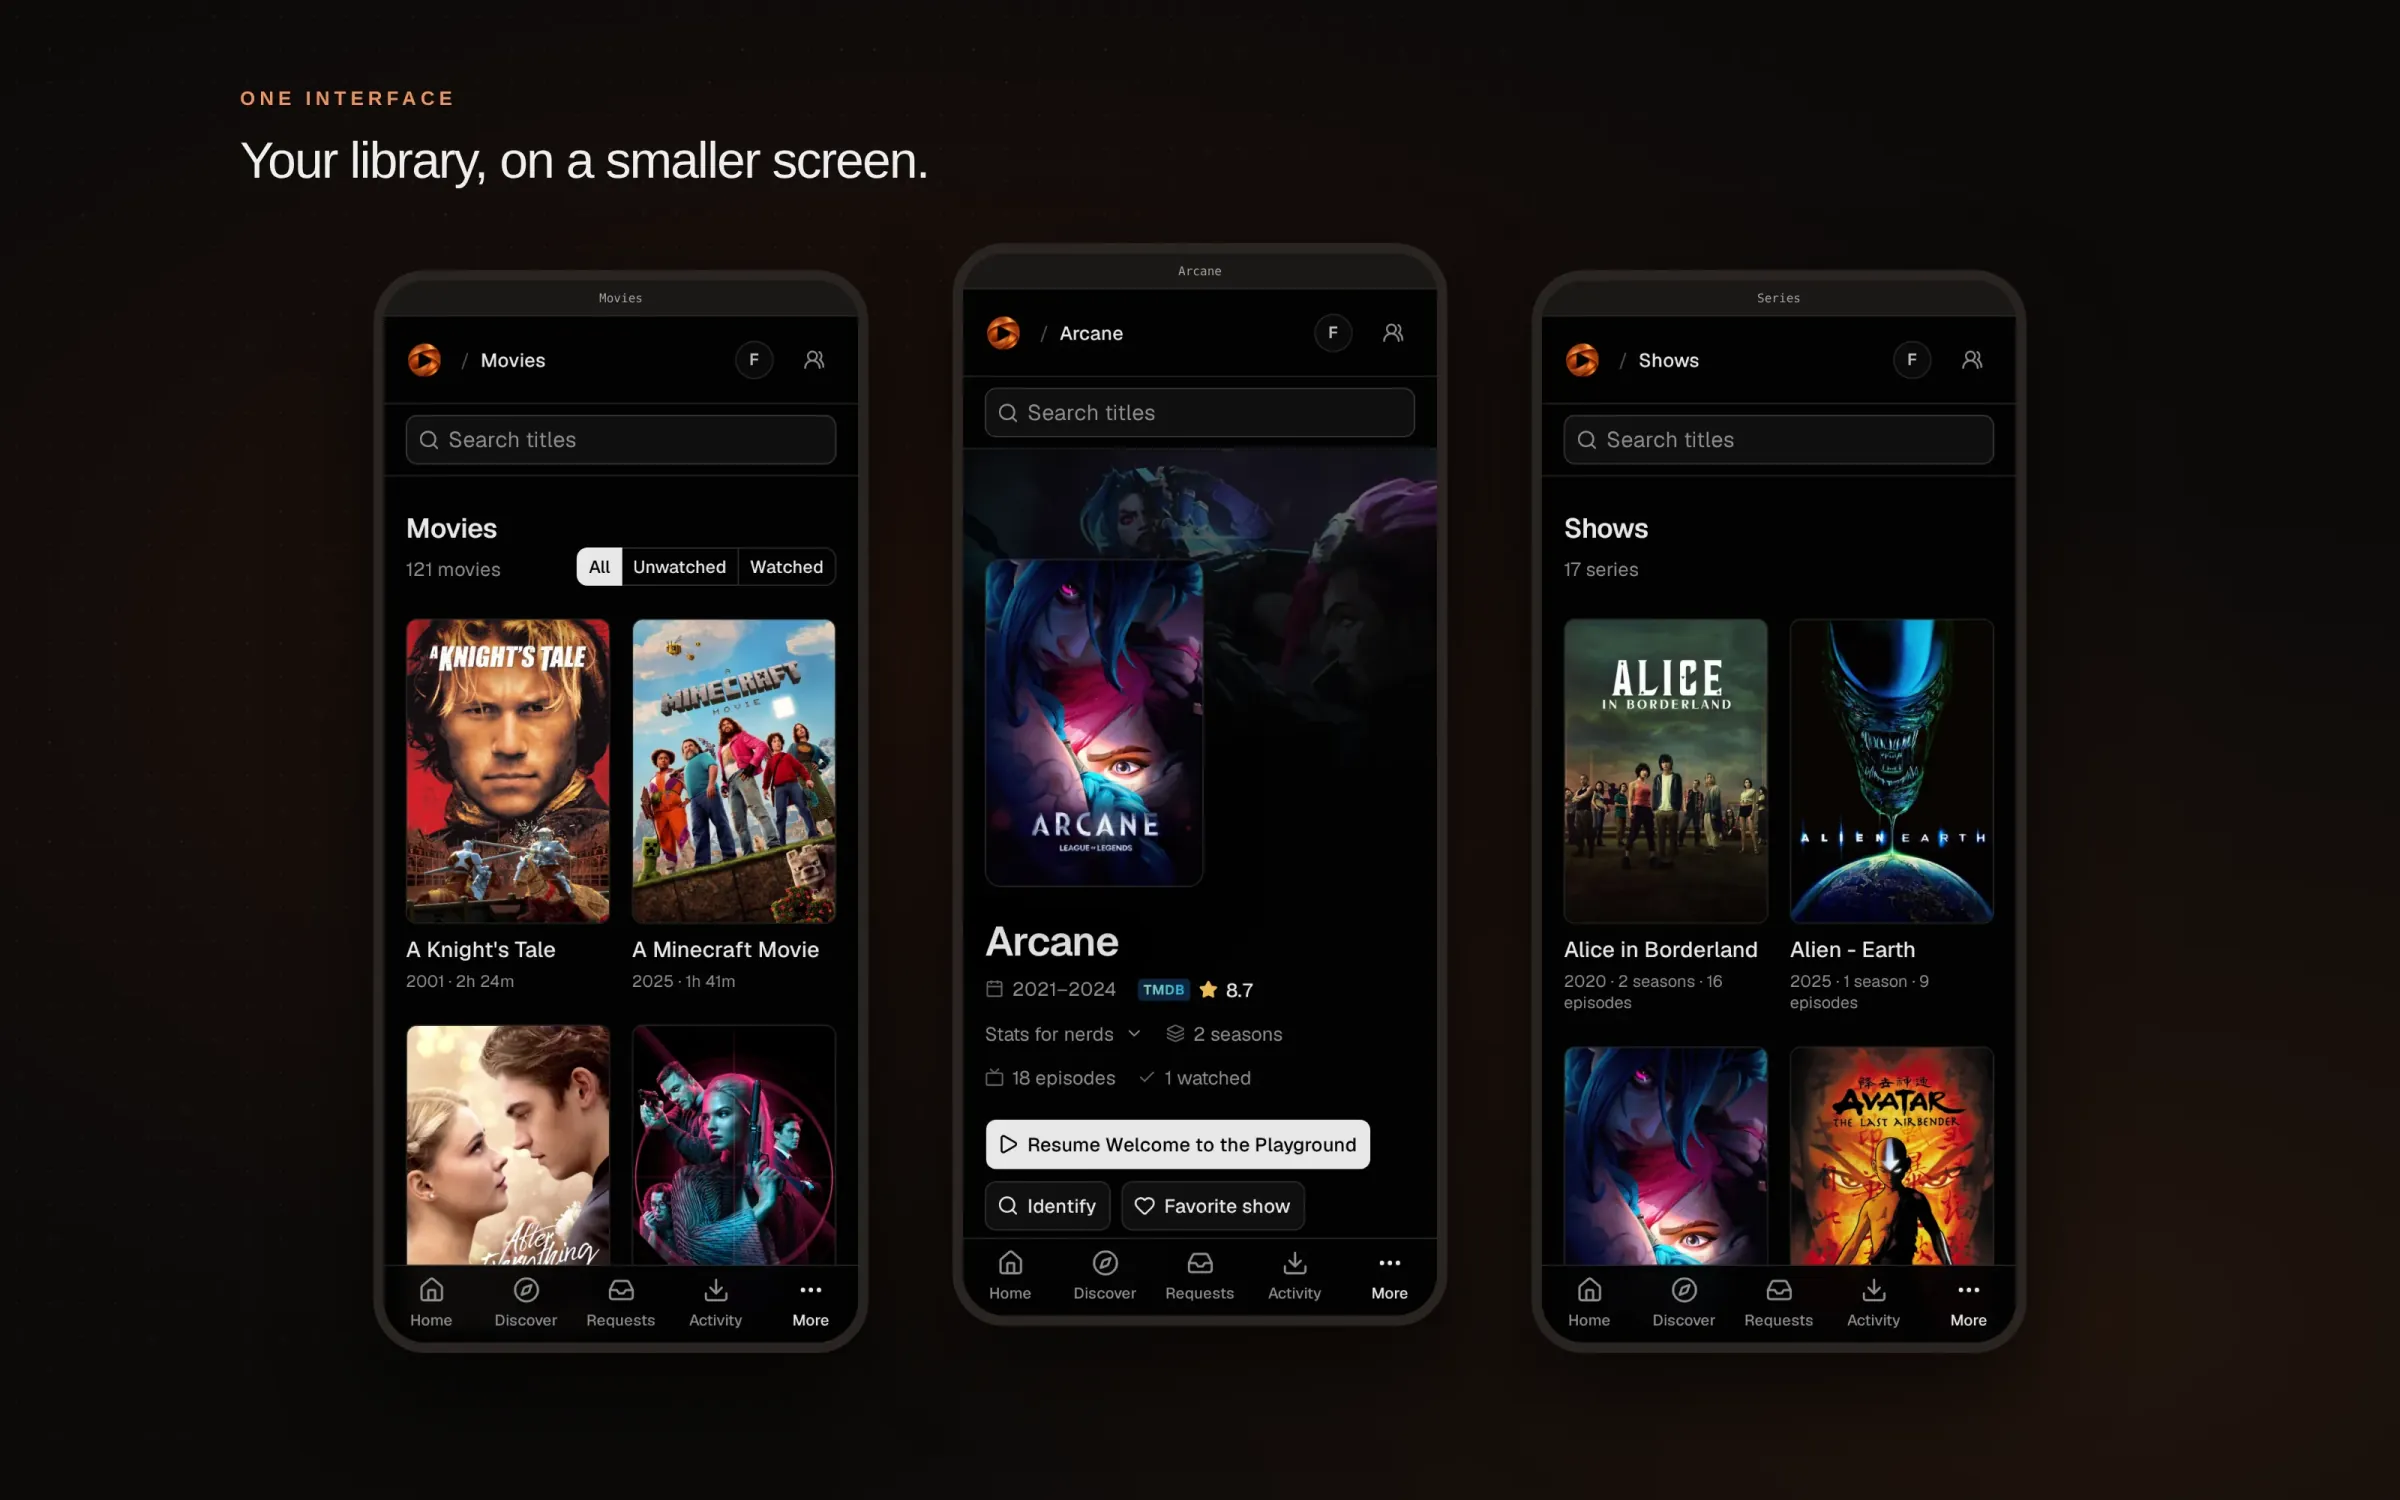 ONE INTERFACE
Your library, on a smaller screen.
Movies
/ Movies
F
Search titles
Movies
121 movies
All
Unwatched
Watched
A KNIGHT'S TALE
A MINECRAFT
MOVIE
A Knight's Tale
2001 · 2h 24m
A Minecraft Movie
2025 · 1h 41m
After
Everything
Home
Discover
Requests
Activity
More
Arcane
/ Arcane
F
Search titles
ARCANE
LEAGUE OF LEGENDS
Arcane
2021–2024
TMDB
8.7
Stats for nerds
2 seasons
18 episodes
1 watched
Resume Welcome to the Playground
Identify
Favorite show
Home
Discover
Requests
Activity
More
Series
/ Shows
F
Search titles
Shows
17 series
ALICE
IN BORDERLAND
ALIEN EARTH
Alice in Borderland
2020 · 2 seasons · 16
episodes
Alien - Earth
2025 · 1 season · 9
episodes
AVATAR
THE LAST AIRBENDER
Home
Discover
Requests
Activity
More